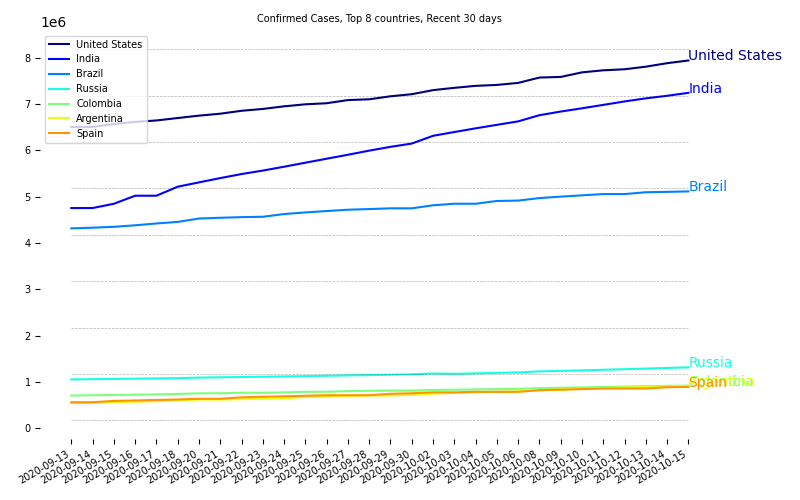 Confirmed Cases, Top 8 countries, Recent 30 days
1e6
United States
India
Brazil
Russia
Colombia
Argentina
Spain
8
7
6
5
4
3
2
1
0
United States
India
Brazil
Russia
Spain
2020-09-13
2020-09-14
2020-09-15
2020-09-16
2020-09-17
2020-09-18
2020-09-20
2020-09-21
2020-09-22
2020-09-23
2020-09-24
2020-09-25
2020-09-26
2020-09-27
2020-09-28
2020-09-29
2020-09-30
2020-10-02
2020-10-03
2020-10-04
2020-10-05
2020-10-06
2020-10-08
2020-10-09
2020-10-10
2020-10-11
2020-10-12
2020-10-13
2020-10-14
2020-10-15